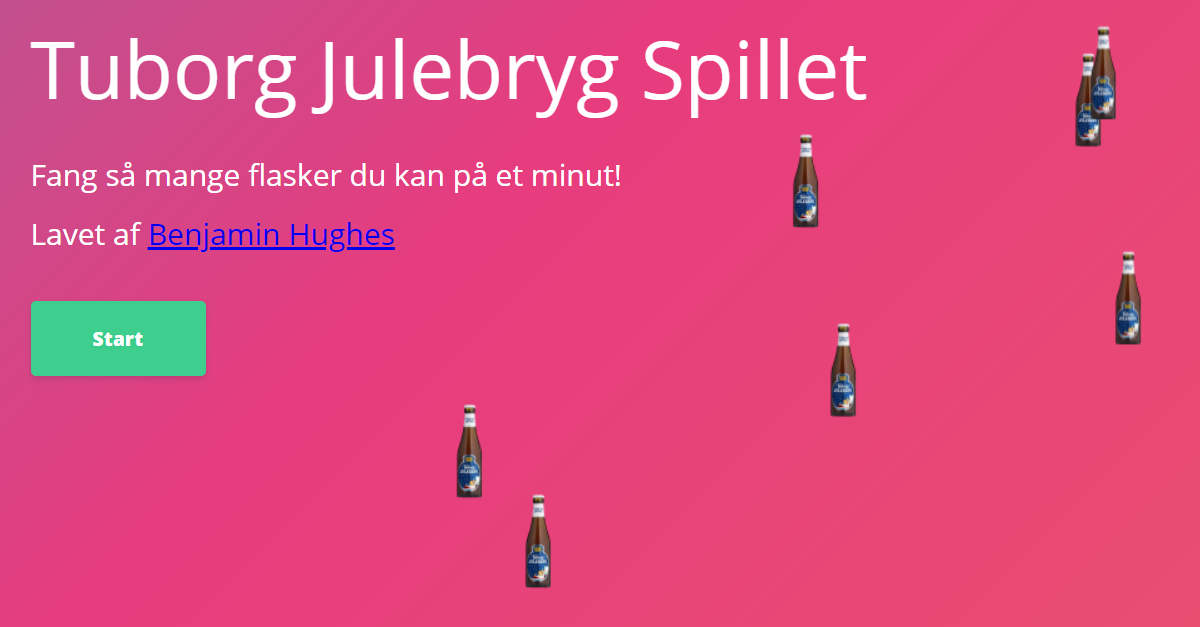 Tuborg Julebryg Spillet
Fang så mange flasker du kan på et minut!
Lavet af Benjamin Hughes
Start